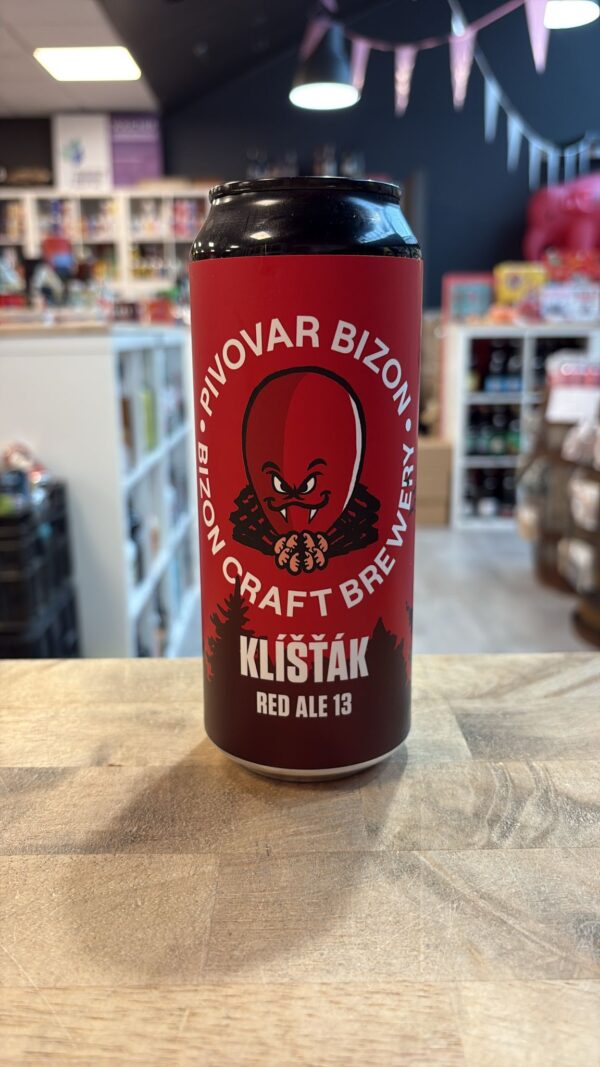 • PIVOVAR BIZON •
BIZON CRAFT BREWERY
KLÍŠŤÁK
RED ALE 13